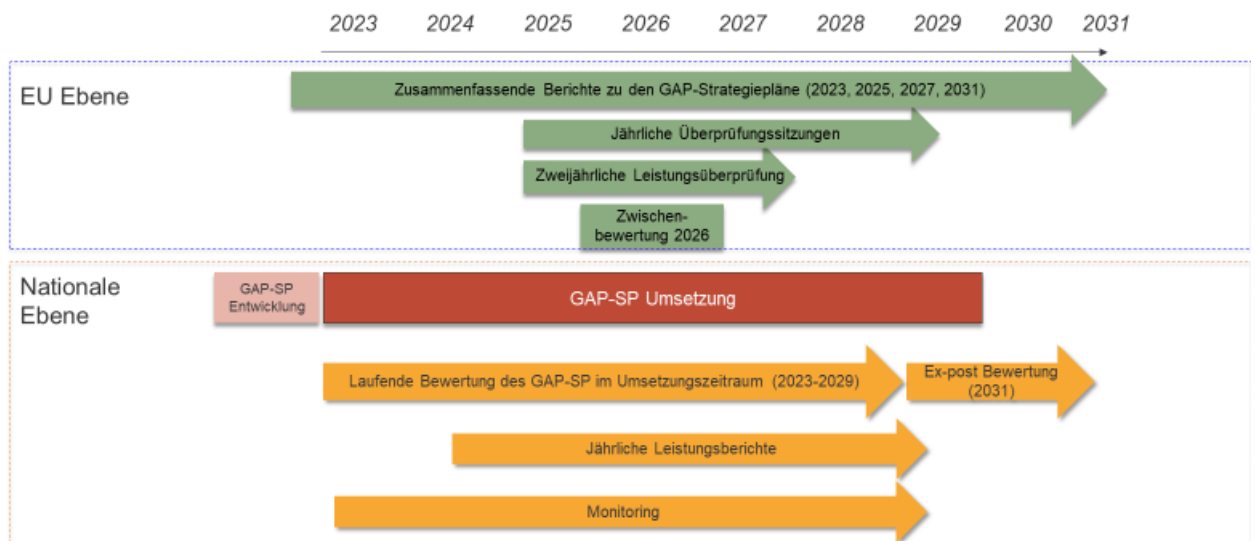 2023 2024 2025 2026 2027 2028 2029 2030 2031
EU Ebene
Zusammenfassende Berichte zu den GAP-Strategiepläne (2023, 2025, 2027, 2031)
Jährliche Überprüfungssitzungen
Zweijährliche Leistungsüberprüfung
Zwischen-
bewertung 2026
Nationale
Ebene
GAP-SP
Entwicklung
GAP-SP Umsetzung
Laufende Bewertung des GAP-SP im Umsetzungszeitraum (2023-2029)
Ex-post Bewertung
(2031)
Jährliche Leistungsberichte
Monitoring